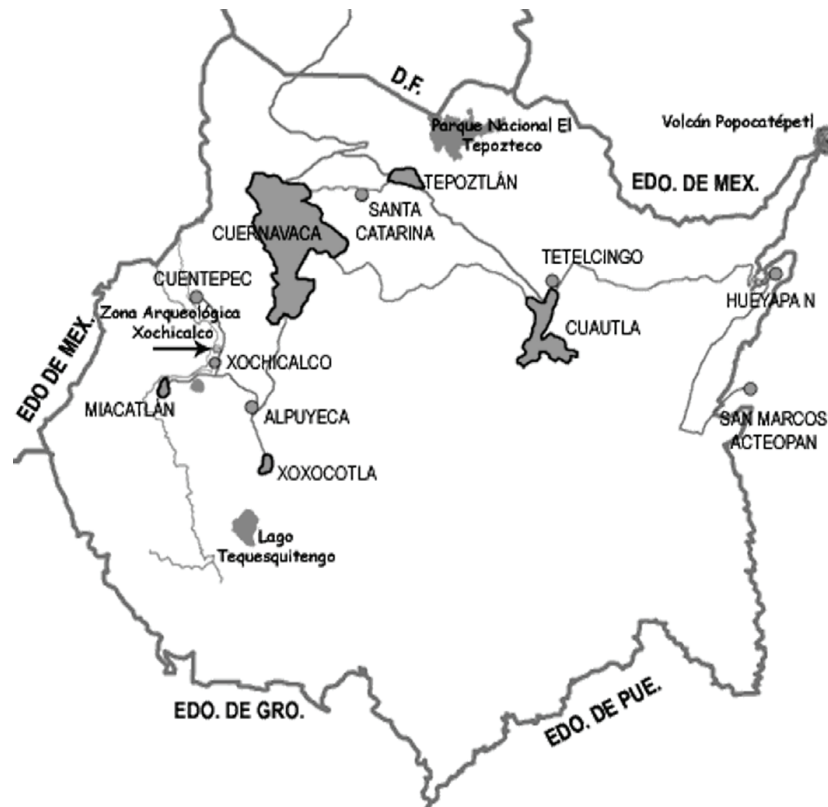 D.F.
Parque Nacional El
Tepozteco
Volcán Popocatépetl
EDO. DE MEX.
TEPOZTLÁN
SANTA
CATARINA
CUERNAVACA
TETELCINGO
CUENTEPEC
HUEYAPA N
Zona Arqueológica
Xochicalco
CUAUTLA
EDO DE MEX.
XOCHICALCO
MIACATLÁN
ALPUYECA
SAN MARCOS
ACTEOPAN
XOXOCOTLA
Lago
Tequesquitengo
EDO. DE GRO.
EDO. DE PUE.